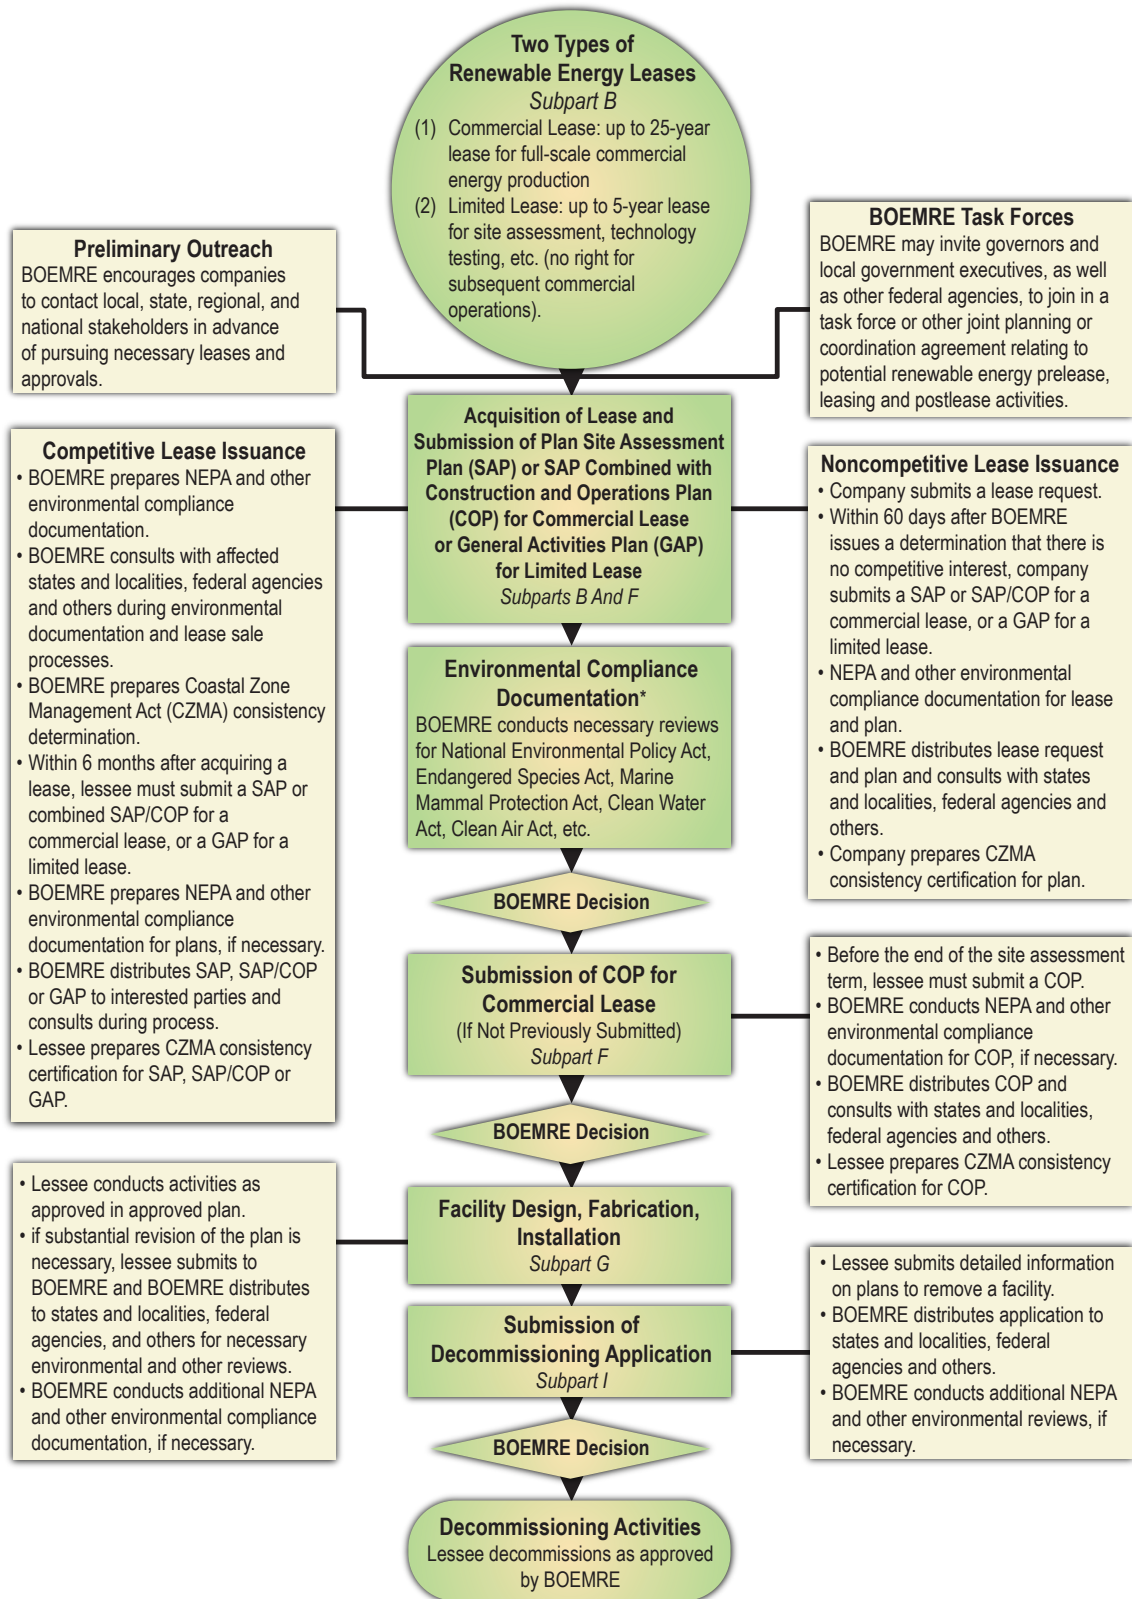 Two Types of
Renewable Energy Leases
Subpart B
(1) Commercial Lease: up to 25-year
lease for full-scale commercial
energy production
(2) Limited Lease: up to 5-year lease
for site assessment, technology
testing, etc. (no right for
subsequent commercial
operations).
Preliminary Outreach
BOEMRE encourages companies
to contact local, state, regional, and
national stakeholders in advance
of pursuing necessary leases and
approvals.
BOEMRE Task Forces
BOEMRE may invite governors and
local government executives, as well
as other federal agencies, to join in a
task force or other joint planning or
coordination agreement relating to
potential renewable energy prelease,
leasing and postlease activities.
Acquisition of Lease and
Submission of Plan Site Assessment
Plan (SAP) or SAP Combined with
Construction and Operations Plan
(COP) for Commercial Lease
or General Activities Plan (GAP)
for Limited Lease
Subparts B And F
Competitive Lease Issuance
• BOEMRE prepares NEPA and other
environmental compliance
documentation.
• BOEMRE consults with affected
states and localities, federal agencies
and others during environmental
documentation and lease sale
processes.
• BOEMRE prepares Coastal Zone
Management Act (CZMA) consistency
determination.
• Within 6 months after acquiring a
lease, lessee must submit a SAP or
combined SAP/COP for a
commercial lease, or a GAP for a
limited lease.
• BOEMRE prepares NEPA and other
environmental compliance
documentation for plans, if necessary.
• BOEMRE distributes SAP, SAP/COP
or GAP to interested parties and
consults during process.
• Lessee prepares CZMA consistency
certification for SAP, SAP/COP or
GAP.
Noncompetitive Lease Issuance
• Company submits a lease request.
• Within 60 days after BOEMRE
issues a determination that there is
no competitive interest, company
submits a SAP or SAP/COP for a
commercial lease, or a GAP for a
limited lease.
• NEPA and other environmental
compliance documentation for lease
and plan.
• BOEMRE distributes lease request
and plan and consults with states
and localities, federal agencies and
others.
• Company prepares CZMA
consistency certification for plan.
Environmental Compliance
Documentation*
BOEMRE conducts necessary reviews
for National Environmental Policy Act,
Endangered Species Act, Marine
Mammal Protection Act, Clean Water
Act, Clean Air Act, etc.
BOEMRE Decision
Submission of COP for
Commercial Lease
(If Not Previously Submitted)
Subpart F
• Before the end of the site assessment
term, lessee must submit a COP.
• BOEMRE conducts NEPA and other
environmental compliance
documentation for COP, if necessary.
• BOEMRE distributes COP and
consults with states and localities,
federal agencies and others.
• Lessee prepares CZMA consistency
certification for COP.
BOEMRE Decision
Facility Design, Fabrication,
Installation
Subpart G
• Lessee conducts activities as
approved in approved plan.
• if substantial revision of the plan is
necessary, lessee submits to
BOEMRE and BOEMRE distributes
to states and localities, federal
agencies, and others for necessary
environmental and other reviews.
• BOEMRE conducts additional NEPA
and other environmental compliance
documentation, if necessary.
Submission of
Decommissioning Application
Subpart I
• Lessee submits detailed information
on plans to remove a facility.
• BOEMRE distributes application to
states and localities, federal
agencies and others.
• BOEMRE conducts additional NEPA
and other environmental reviews, if
necessary.
BOEMRE Decision
Decommissioning Activities
Lessee decommissions as approved
by BOEMRE